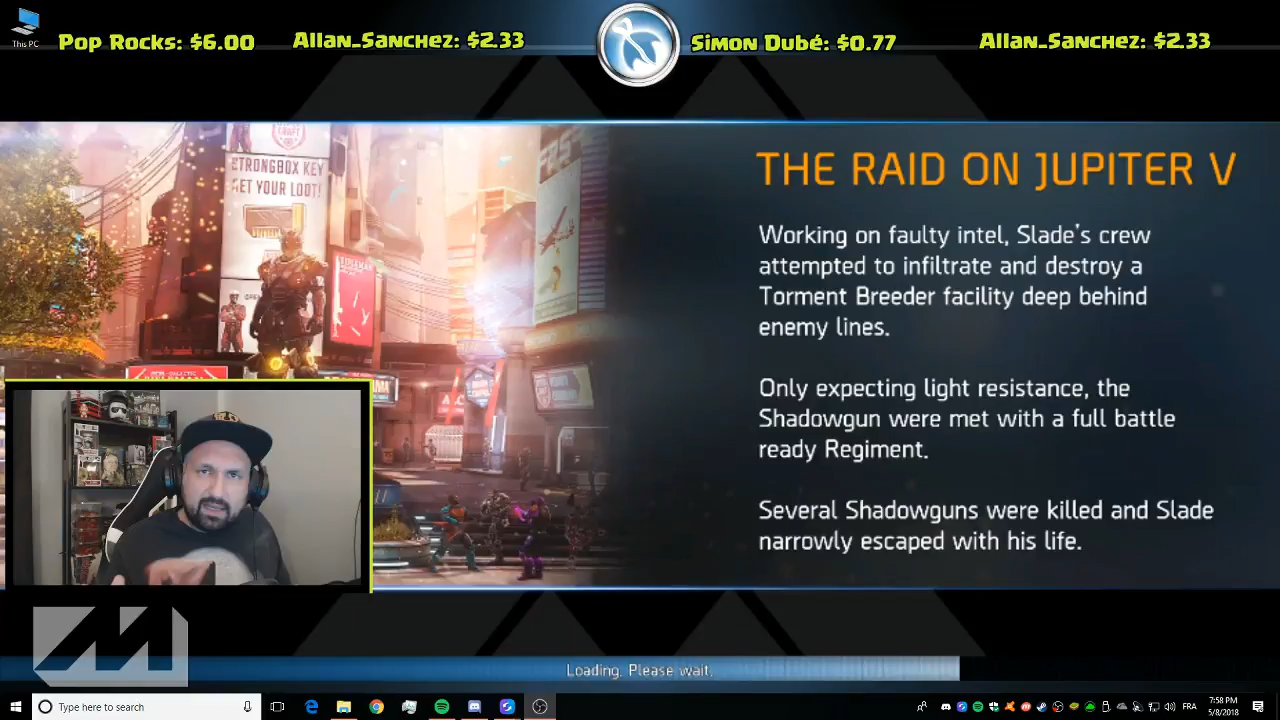 This PC
Pop Rocks: $6.00
Allan_Sanchez: $2.33
Simon Dubé: $0.77
Allan_Sanchez: $2.33
STRONGBOX KEY
GET YOUR LOOT!
THE RAID ON JUPITER V
Working on faulty intel, Slade's crew
attempted to infiltrate and destroy a
Torment Breeder facility deep behind
enemy lines.
Only expecting light resistance, the
Shadowgun were met with a full battle
ready Regiment.
Several Shadowguns were killed and Slade
narrowly escaped with his life.
Loading. Please wait.
Type here to search
FRA
7:58 PM
5/8/2018